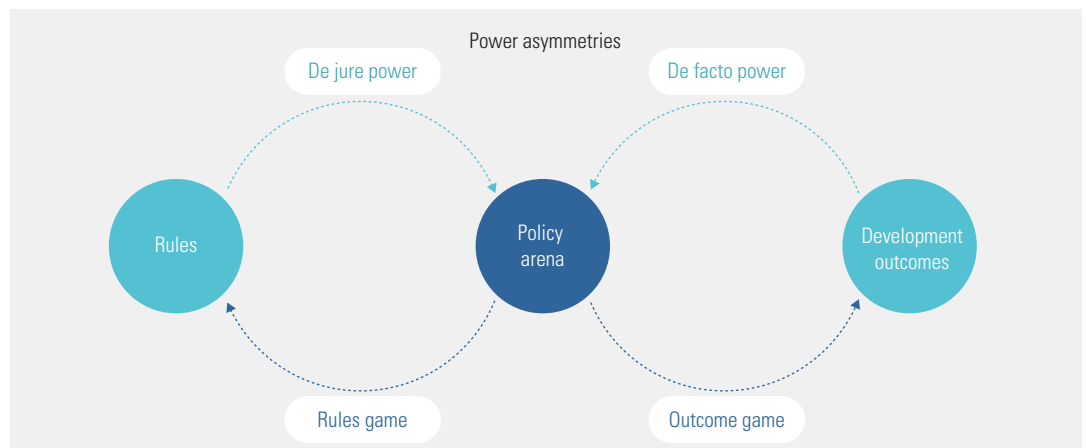 Power asymmetries
De jure power
De facto power
Rules
Policy
arena
Development
outcomes
Rules game
Outcome game